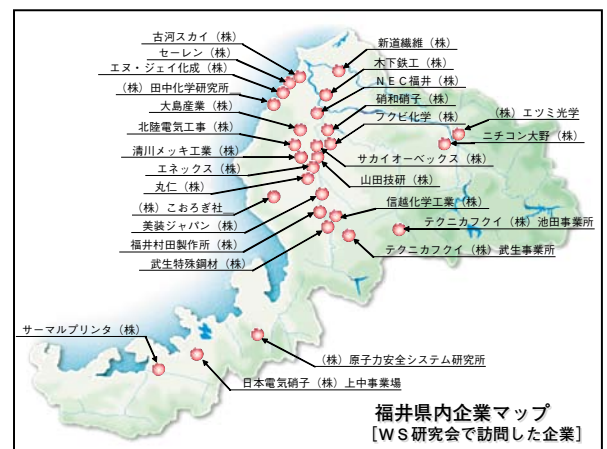 古河スカイ（株）
セーレン（株）
エヌ・ジェイ化成（株）
（株）田中化学研究所
大島産業（株）
北陸電気工事（株）
清川メッキ工業（株）
エネックス（株）
丸仁（株）
（株）こおろぎ社
美装ジャパン（株）
福井村田製作所（株）
武生特殊鋼材（株）
新道繊維（株）
木下鉄工（株）
ＮＥＣ福井（株）
硝和硝子（株）
フクビ化学（株）
（株）エツミ光学
ニチコン大野（株）
サカイオーベックス（株）
山田技研（株）
信越化学工業（株）
テクニカフクイ（株）池田事業所
テクニカフクイ（株）武生事業所
サーマルプリンタ（株）
（株）原子力安全システム研究所
日本電気硝子（株）上中事業場
福井県内企業マップ
［ＷＳ研究会で訪問した企業］